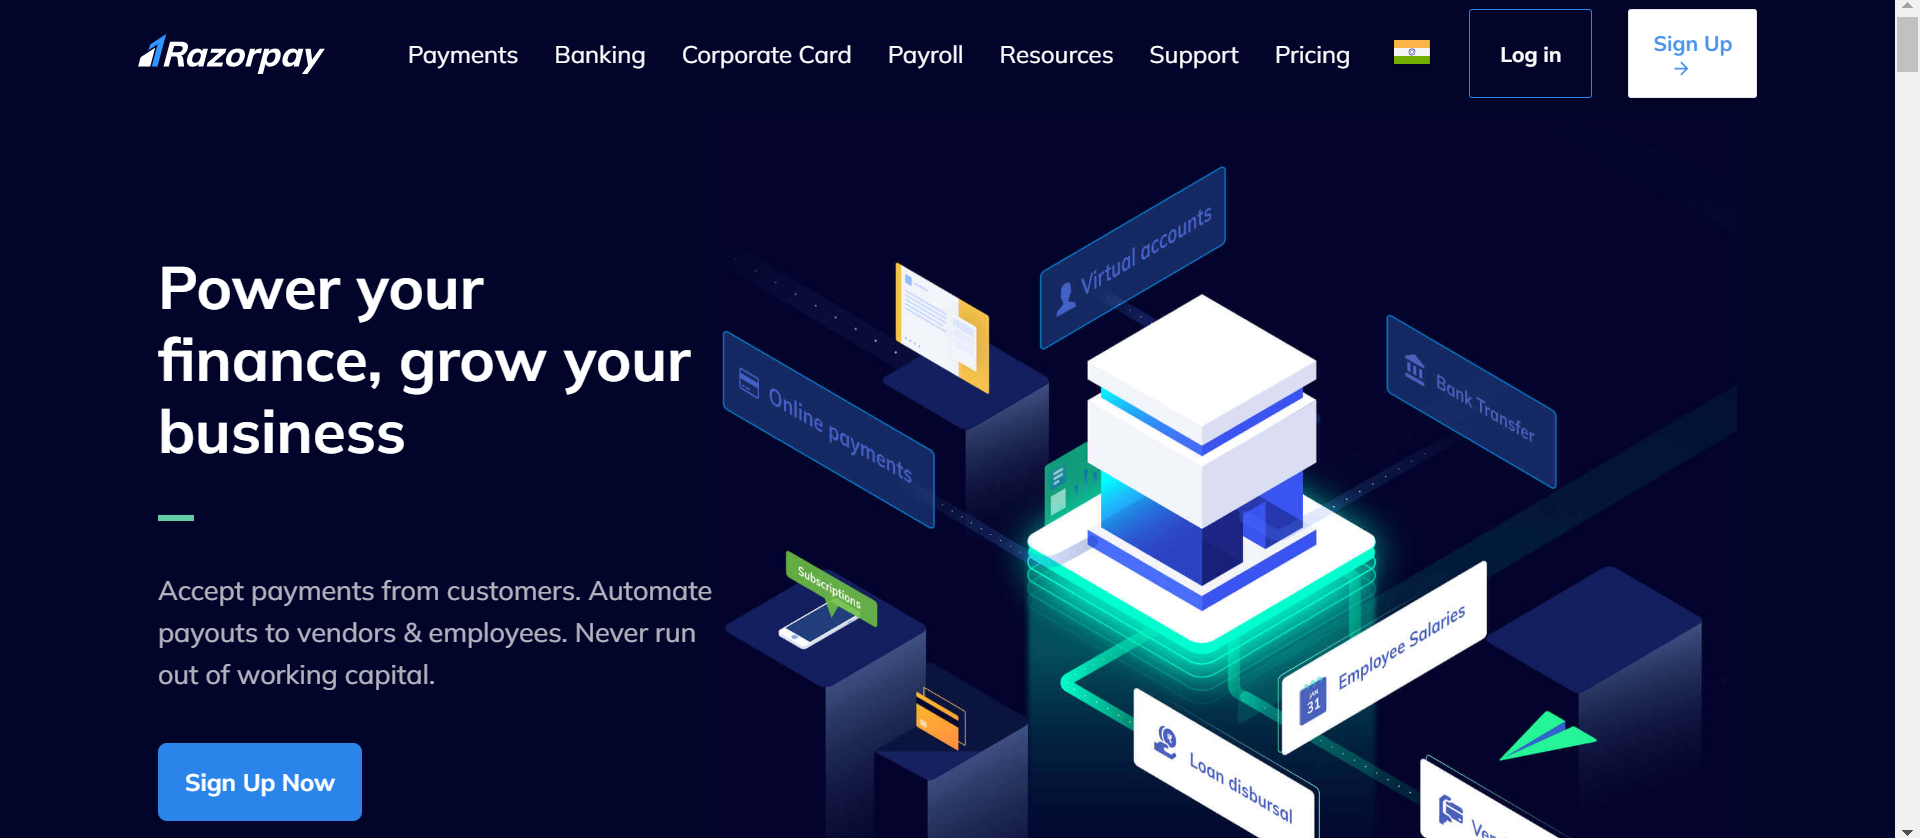 Razorpay
Payments
Banking
Corporate Card
Payroll
Resources
Support
Pricing
Log in
Sign Up
→
Power your
finance, grow your
business
Accept payments from customers. Automate
payouts to vendors & employees. Never run
out of working capital.
Sign Up Now
Virtual accounts
Online payments
Bank Transfer
Subscriptions
Employee Salaries
JAN
31
Loan disbursal